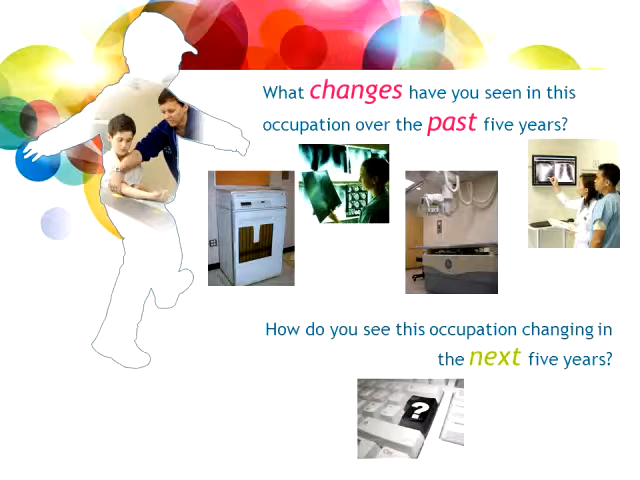 What changes have you seen in this
occupation over the past five years?
How do you see this occupation changing in
the next five years?
?